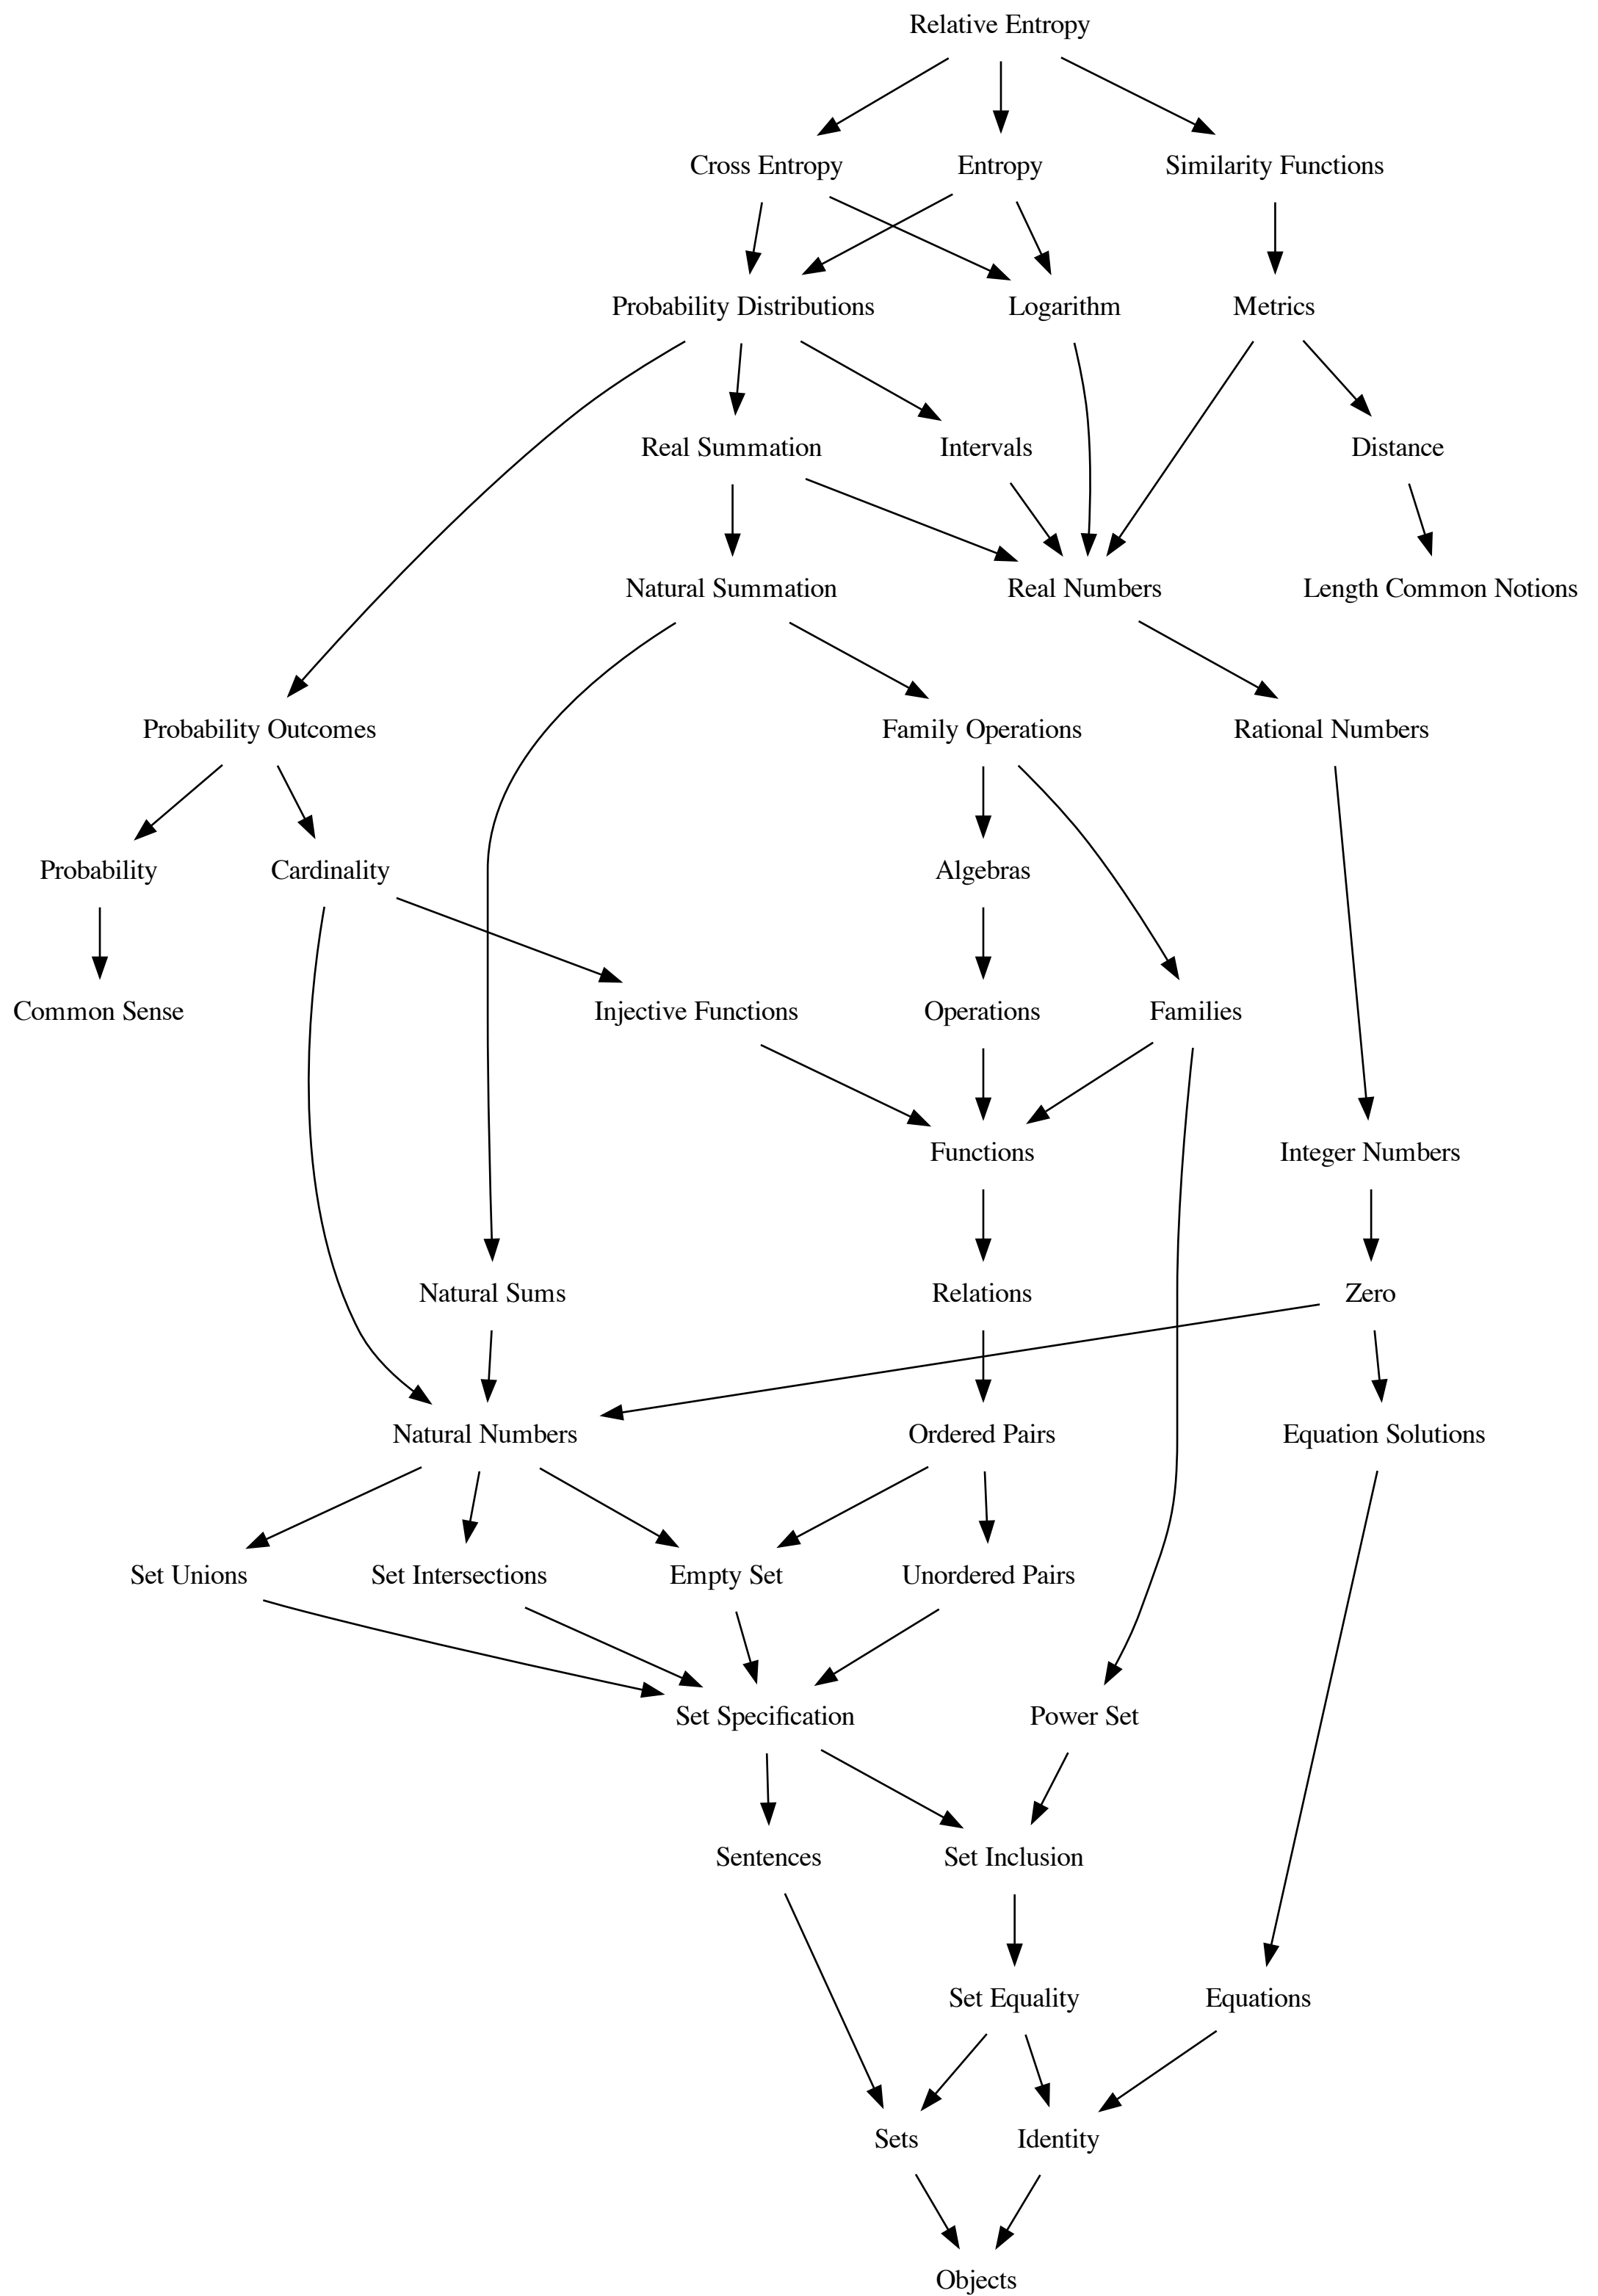 Relative Entropy
Cross Entropy
Entropy
Similarity Functions
Probability Distributions
Logarithm
Metrics
Real Summation
Intervals
Distance
Natural Summation
Real Numbers
Length Common Notions
Probability Outcomes
Family Operations
Rational Numbers
Probability
Cardinality
Algebras
Common Sense
Injective Functions
Operations
Families
Functions
Integer Numbers
Natural Sums
Relations
Zero
Natural Numbers
Ordered Pairs
Equation Solutions
Set Unions
Set Intersections
Empty Set
Unordered Pairs
Set Specification
Power Set
Sentences
Set Inclusion
Set Equality
Equations
Sets
Identity
Objects